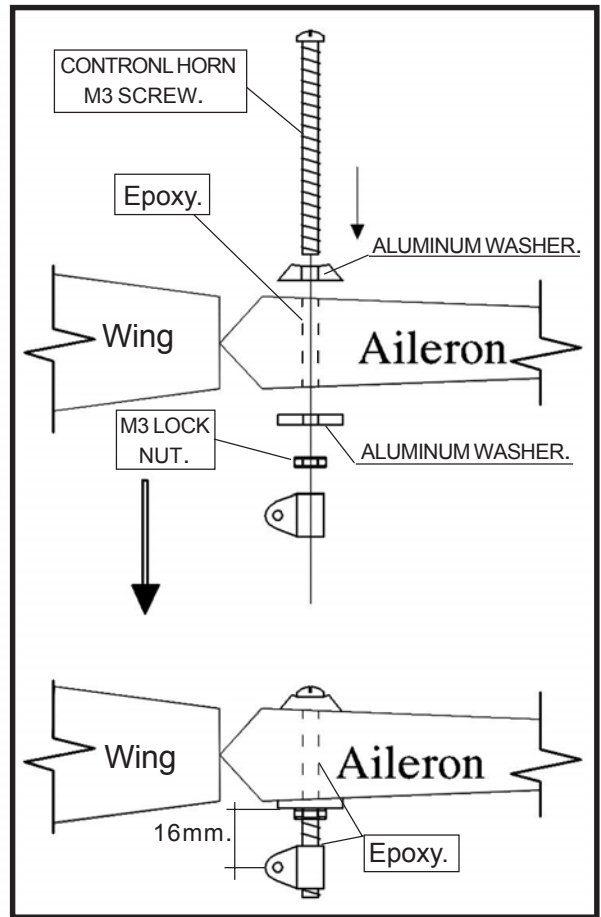 CONTRONL HORN
M3 SCREW.
Epoxy.
ALUMINUM WASHER.
Wing
Aileron
M3 LOCK
NUT.
ALUMINUM WASHER.
Wing
Aileron
16mm.
Epoxy.